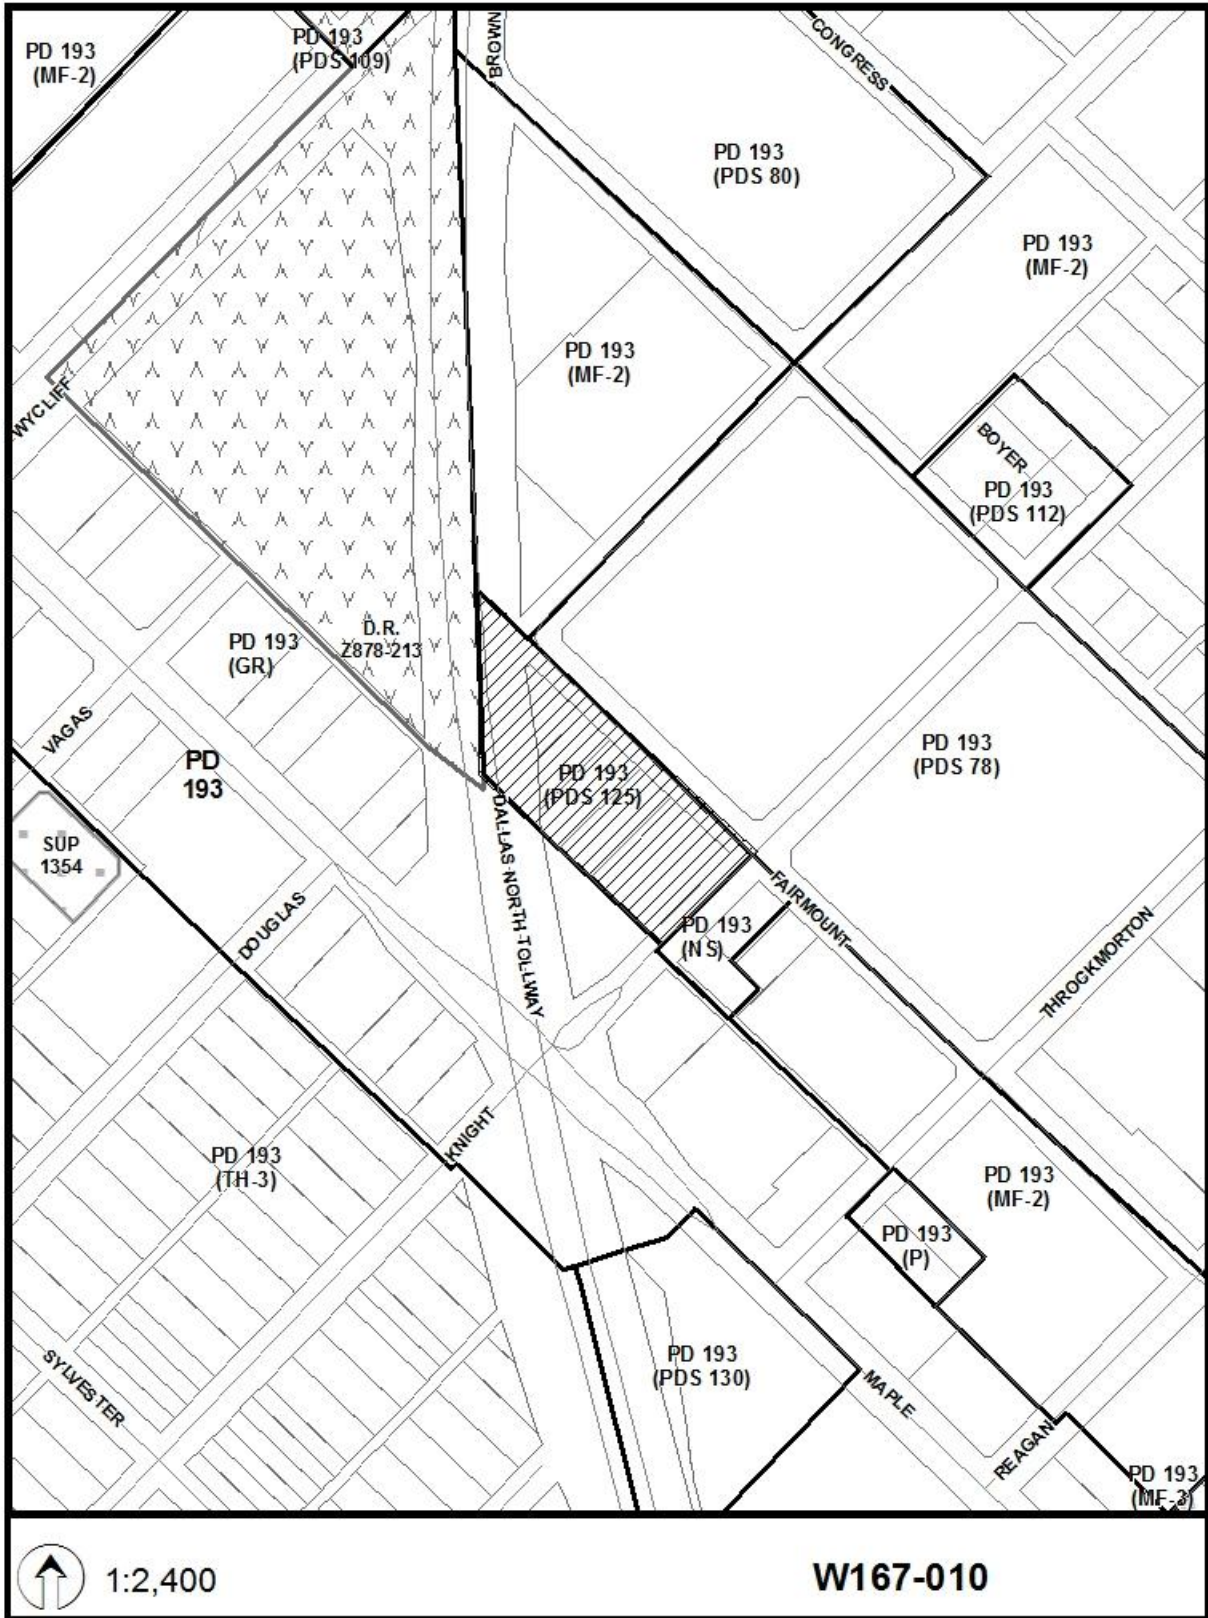 PD 193
(MF-2)
PD 193
(PDS 109)
BROWN
CONGRESS
PD 193
(PDS 80)
PD 193
(MF-2)
PD 193
(MF-2)
WYCLIFF
BOYER
PD 193
(PDS 112)
D.R.
Z878-213
PD 193
(GR)
VAGAS
PD
193
PD 193
(PDS 78)
PD 193
(PDS 125)
DALLAS NORTH TOLLWAY
SUP
1354
FAIRMOUNT
DOUGLAS
PD 193
(NS)
THROCKMORTON
KNIGHT
PD 193
(TH-3)
PD 193
(MF-2)
PD 193
(P)
SYLVESTER
PD 193
(PDS 130)
MAPLE
REAGAN
PD 193
(MF-3)
1:2,400
W167-010